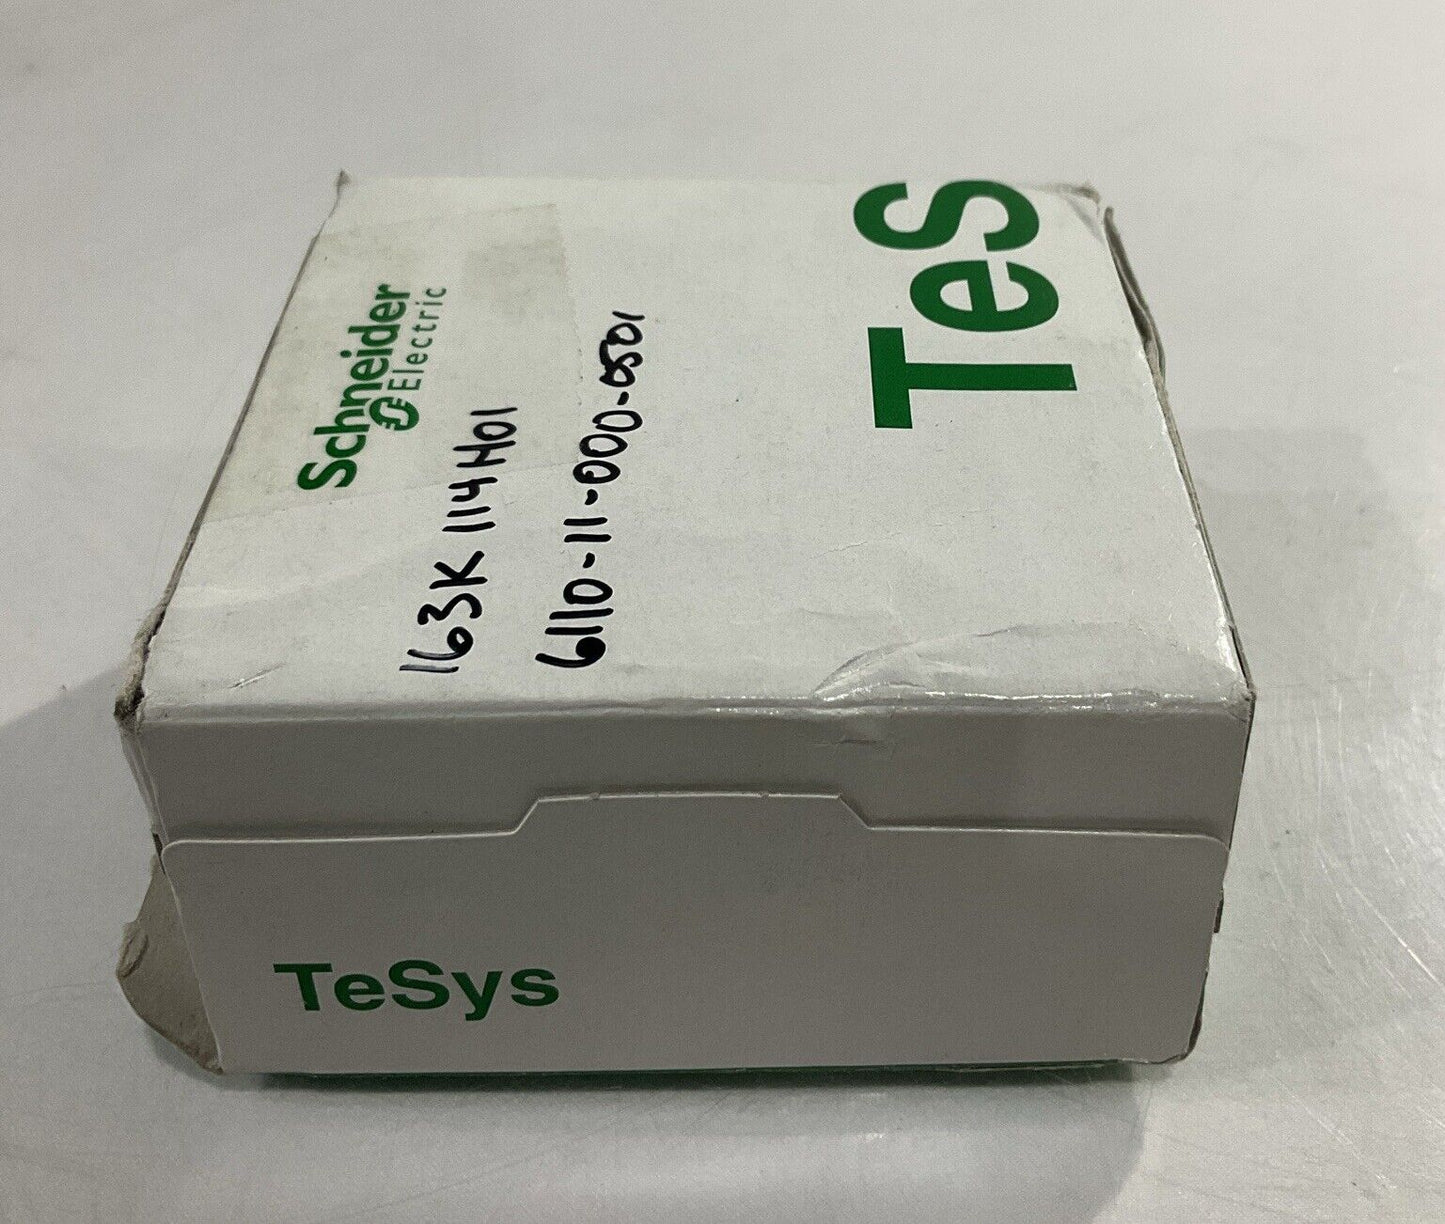 Schneider
Electric
163K 114H01
6110-11-000-0501
TeS
TeSys